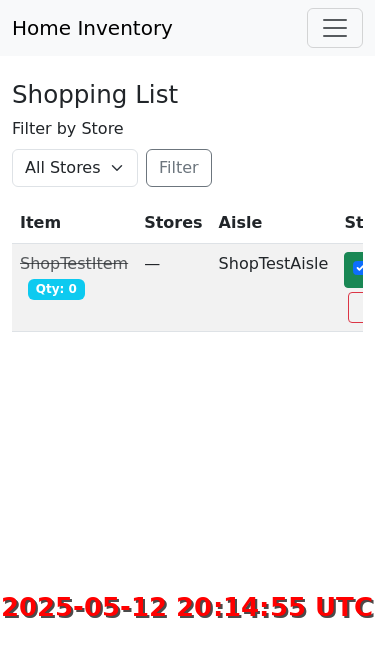 Home Inventory
Shopping List
Filter by Store
All Stores Filter
Item Stores Aisle St
ShopTestItem — ShopTestAisle
Qty: 0
2025-05-12 20:14:55 UTC